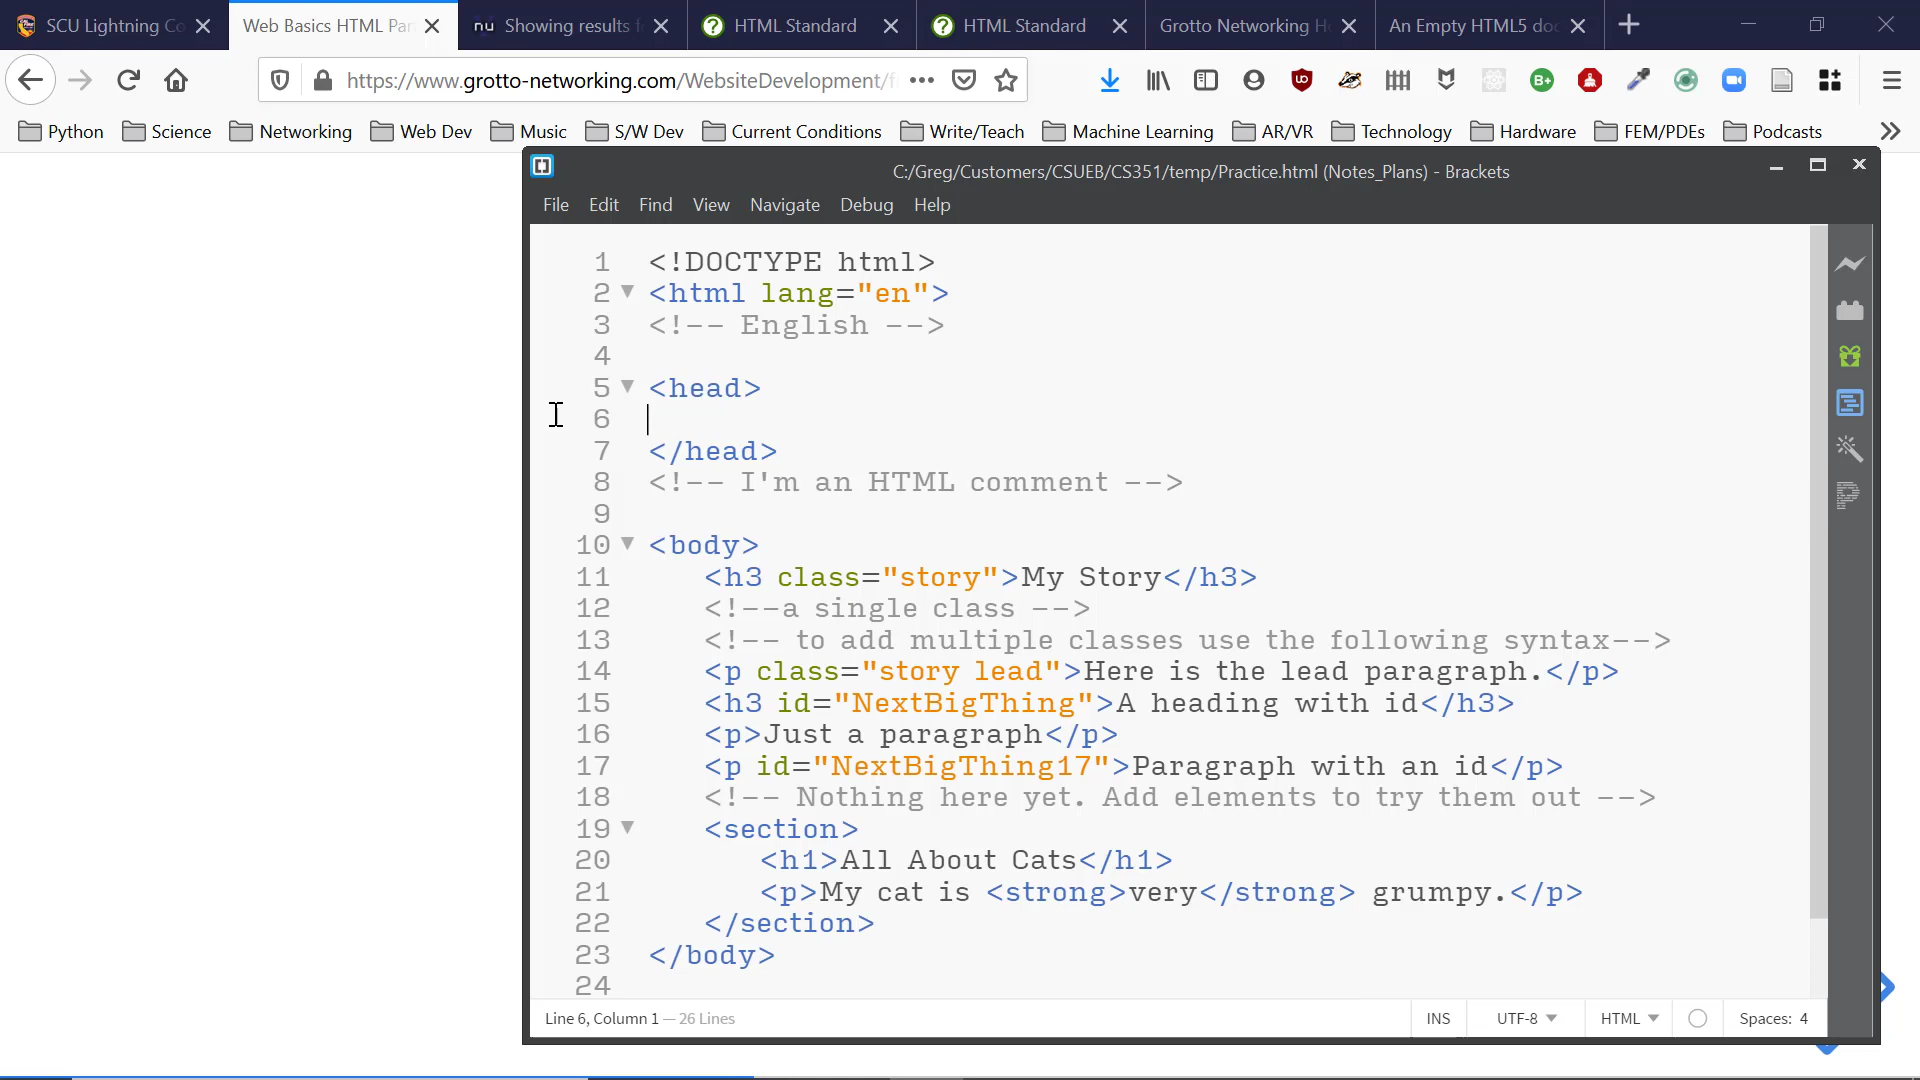 SCU Lightning Co
Web Basics HTML Par
Showing results f
HTML Standard
HTML Standard
Grotto Networking H
An Empty HTML5 doc
https://www.grotto-networking.com/WebsiteDevelopment/f
Python
Science
Networking
Web Dev
Music
S/W Dev
Current Conditions
Write/Teach
Machine Learning
AR/VR
Technology
Hardware
FEM/PDEs
Podcasts
C:/Greg/Customers/CSUEB/CS351/temp/Practice.html (Notes_Plans) - Brackets
File Edit Find View Navigate Debug Help
1 <!DOCTYPE html>
2 <html lang="en">
3 <!-- English -->
4
5 <head>
6
7 </head>
8 <!-- I'm an HTML comment -->
9
10 <body>
11 <h3 class="story">My Story</h3>
12 <!--a single class -->
13 <!-- to add multiple classes use the following syntax-->
14 <p class="story lead">Here is the lead paragraph.</p>
15 <h3 id="NextBigThing">A heading with id</h3>
16 <p>Just a paragraph</p>
17 <p id="NextBigThing17">Paragraph with an id</p>
18 <!-- Nothing here yet. Add elements to try them out -->
19 <section>
20 <h1>All About Cats</h1>
21 <p>My cat is <strong>very</strong> grumpy.</p>
22 </section>
23 </body>
24
Line 6, Column 1 — 26 Lines
INS
UTF-8
HTML
Spaces: 4